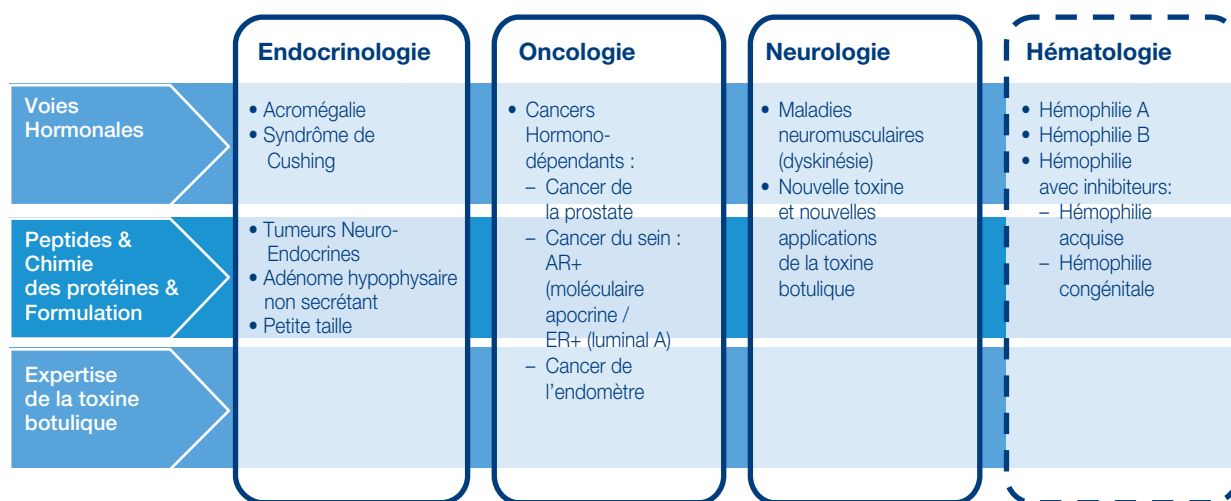 Endocrinologie
Oncologie
Neurologie
Hématologie
Voies
Hormonales
• Acromégalie
• Syndrôme de
Cushing
• Cancers
Hormono-
dépendants :
– Cancer de
la prostate
– Cancer du sein :
AR+
(moléculaire
apocrine /
ER+ (luminal A)
– Cancer de
l’endomètre
• Maladies
neuromusculaires
(dyskinésie)
• Nouvelle toxine
et nouvelles
applications
de la toxine
botulique
• Hémophilie A
• Hémophilie B
• Hémophilie
avec inhibiteurs:
– Hémophilie
acquise
– Hémophilie
congénitale
Peptides &
Chimie
des protéines &
Formulation
• Tumeurs Neuro-
Endocrines
• Adénome hypophysaire
non secrétant
• Petite taille
Expertise
de la toxine
botulique